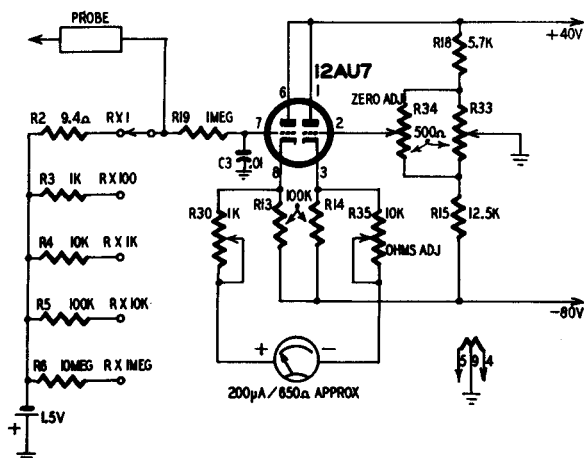 PROBE
+40V
R18 5.7K
12AU7
6 1
ZERO ADJ
R2 9.4Ω RX1
R19 1MEG
7 2
R34 R33
500Ω
C3 .01
R3 1K RX100
8 3
100K
R30 1K
R13 R14
R35 10K
R15 12.5K
R4 10K RX1K
OHMS ADJ
R5 100K RX10K
-80V
+ -
5 9 4
R6 10MEG RX1MEG
200µA/650Ω APPROX
1.5V
+